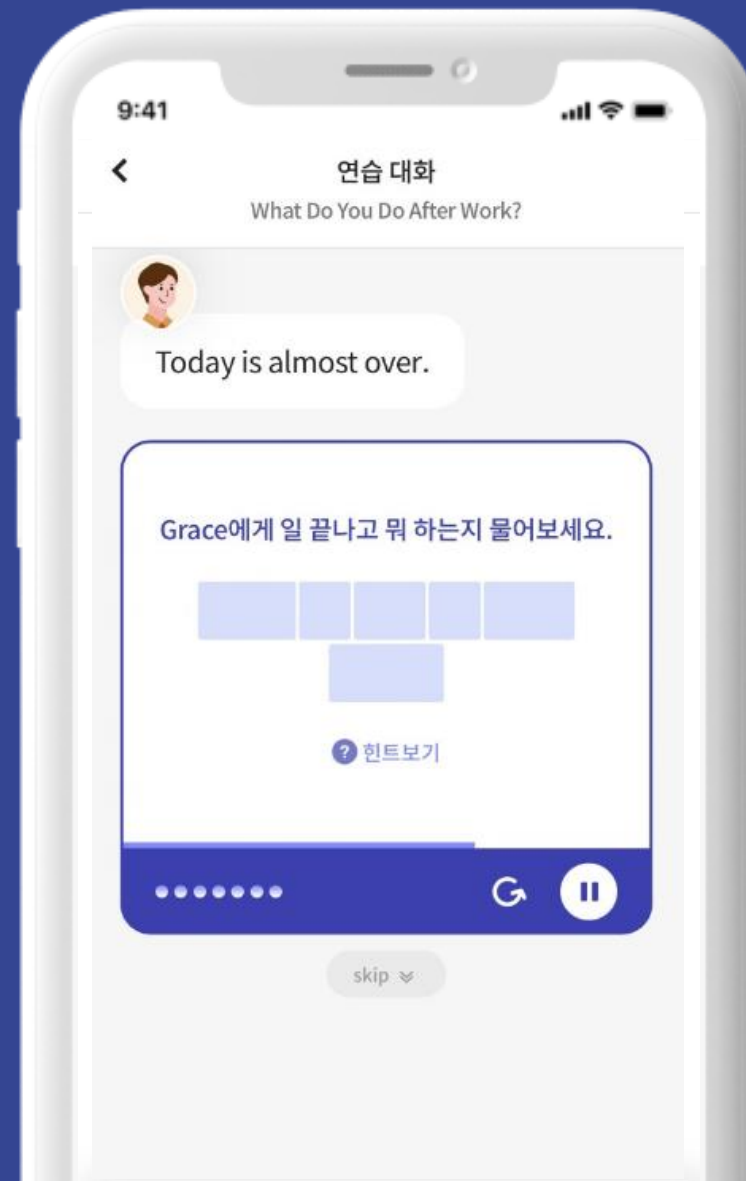 9:41
연습 대화
What Do You Do After Work?
Today is almost over.
Grace에게 일 끝나고 뭐 하는지 물어보세요.
? 힌트보기
skip